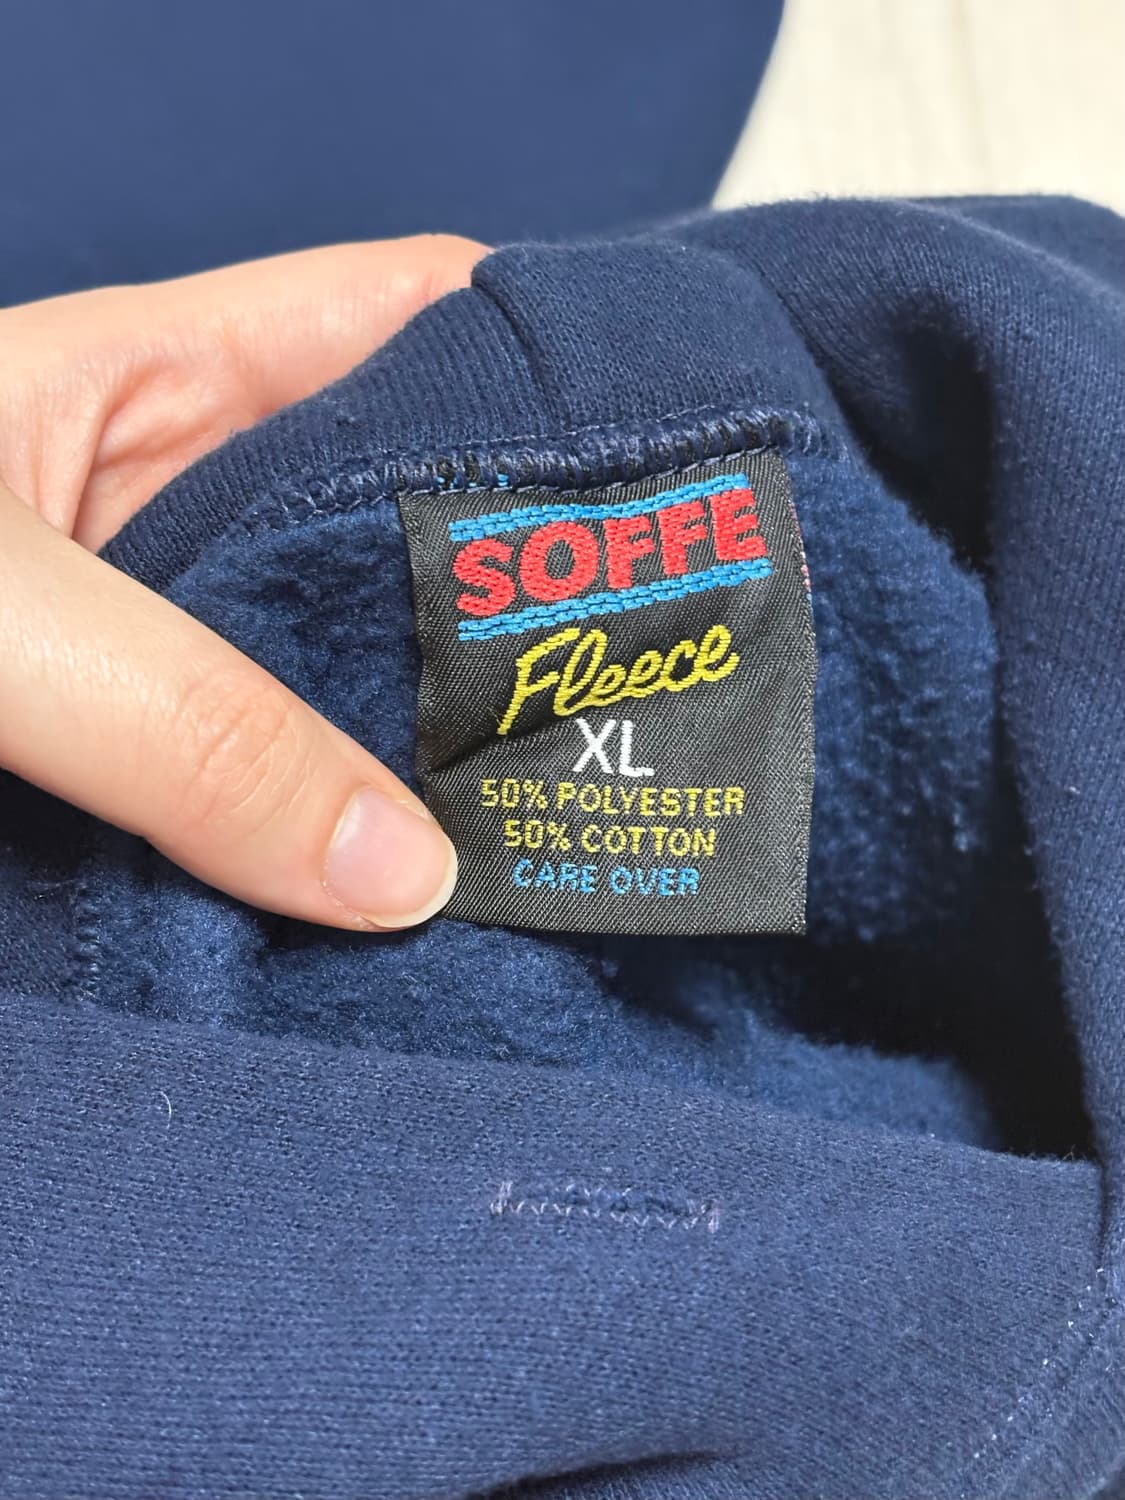 SOFFE
Fleece
XL
50% POLYESTER
50% COTTON
CARE OVER